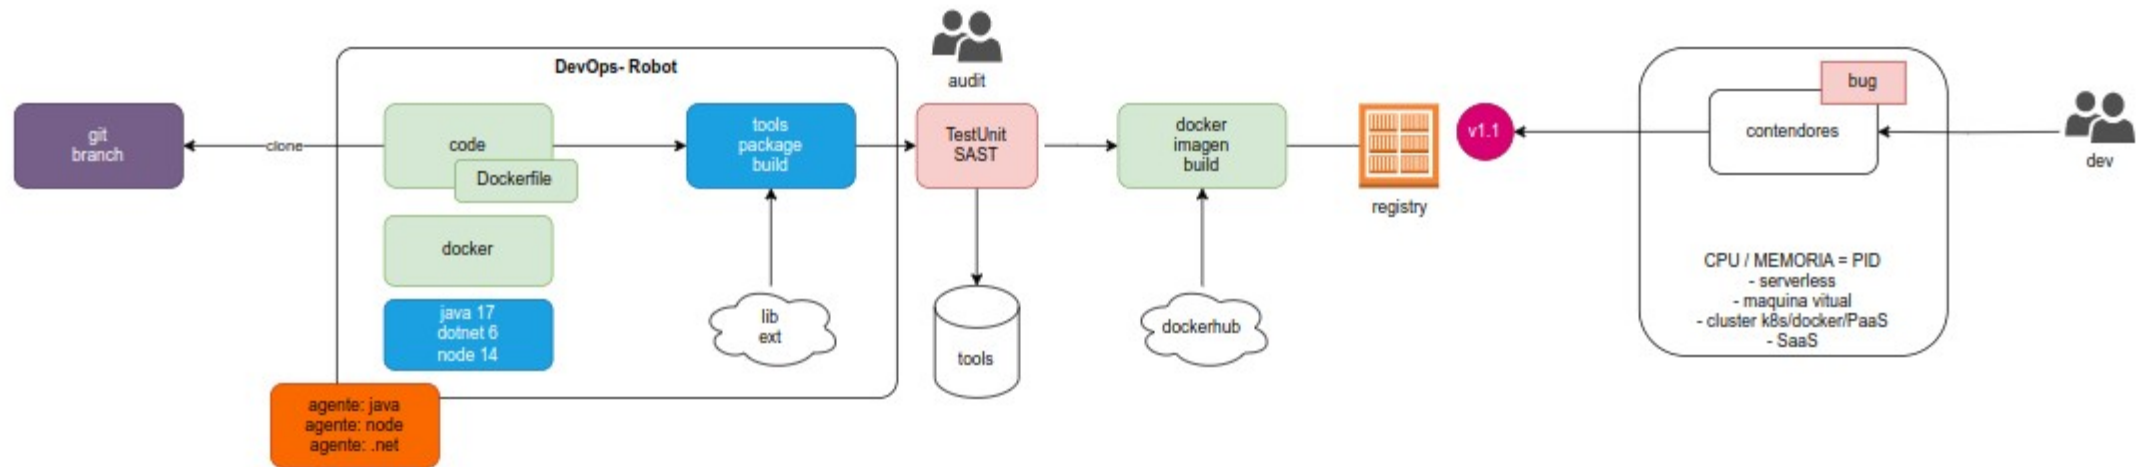 DevOps- Robot
git
branch
clone
code
Dockerfile
docker
java 17
dotnet 6
node 14
agente: java
agente: node
agente: .net
tools
package
build
lib
ext
audit
TestUnit
SAST
tools
docker
imagen
build
dockerhub
registry
v1.1
bug
contendores
CPU / MEMORIA = PID
- serverless
- maquina vitual
- cluster k8s/docker/PaaS
- SaaS
dev